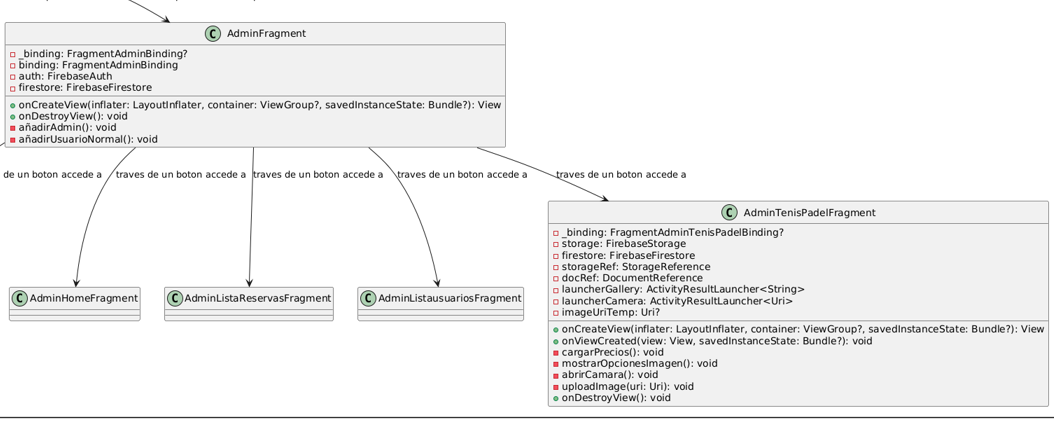 C AdminFragment
_binding: FragmentAdminBinding?
binding: FragmentAdminBinding
auth: FirebaseAuth
firestore: FirebaseFirestore
onCreateView(inflater: LayoutInflater, container: ViewGroup?, savedInstanceState: Bundle?): View
onDestroyView(): void
añadirAdmin(): void
añadirUsuarioNormal(): void
de un boton accede a
traves de un boton accede a
traves de un boton accede a
traves de un boton accede a
traves de un boton accede a
C AdminHomeFragment
C AdminListaReservasFragment
C AdminListausuariosFragment
C AdminTenisPadelFragment
_binding: FragmentAdminTenisPadelBinding?
storage: FirebaseStorage
firestore: FirebaseFirestore
storageRef: StorageReference
docRef: DocumentReference
launcherGallery: ActivityResultLauncher<String>
launcherCamera: ActivityResultLauncher<Uri>
imageUriTemp: Uri?
onCreateView(inflater: LayoutInflater, container: ViewGroup?, savedInstanceState: Bundle?): View
onViewCreated(view: View, savedInstanceState: Bundle?): void
cargarPrecios(): void
mostrarOpcionesImagen(): void
abrirCamara(): void
uploadImage(uri: Uri): void
onDestroyView(): void